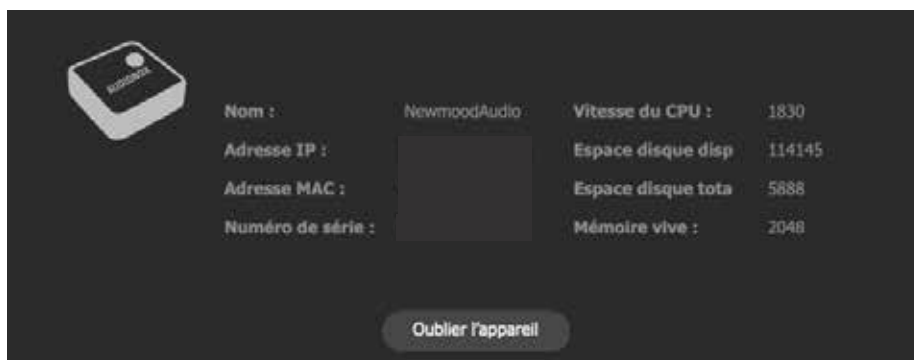 AUDIOBOX
Nom : NewmoodAudio Vitesse du CPU : 1830
Adresse IP : Espace disque disp 114145
Adresse MAC : Espace disque tota 5888
Numéro de série : Mémoire vive : 2048
Oublier l'appareil